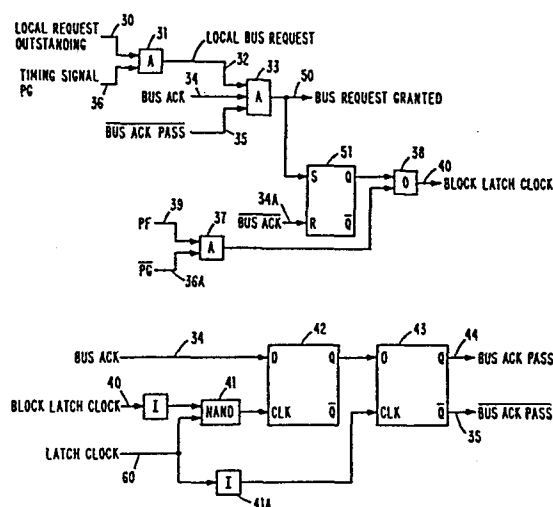 30
LOCAL REQUEST
OUTSTANDING
31
A
LOCAL BUS REQUEST
TIMING SIGNAL
PG
36
32
33
34
BUS ACK
A
50
BUS REQUEST GRANTED
BUS ACK PASS
35
51
38
40
S Q
O
BLOCK LATCH CLOCK
34A
BUS ACK
R Q
39
PF
37
A
PG
36A
BUS ACK
34
42
43
44
D Q
O Q
BUS ACK PASS
40
BLOCK LATCH CLOCK
I
41
NAND
CLK Q
CLK Q
BUS ACK PASS
35
LATCH CLOCK
60
I
41A